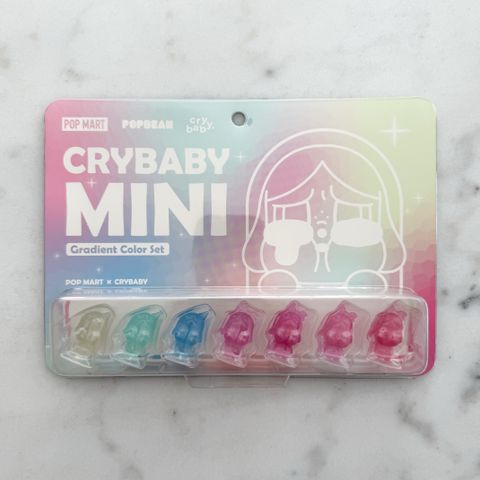 POP MART POPBEAN cry baby.
CRYBABY
MINI
Gradient Color Set
POP MART × CRYBABY